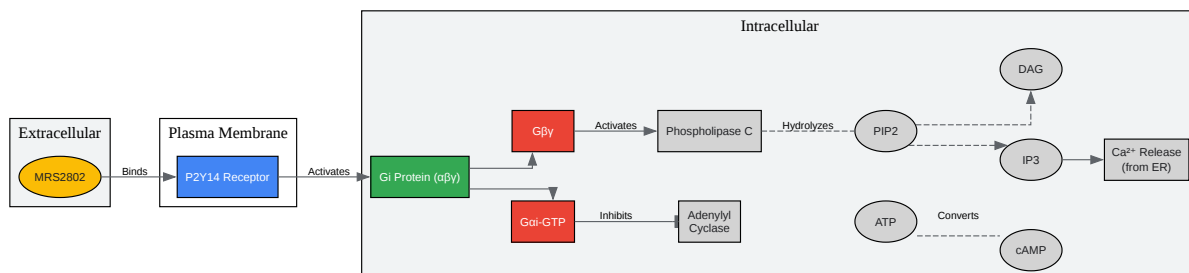 Intracellular
DAG
Extracellular
Plasma Membrane
Gβγ
Activates
Phospholipase C
Hydrolyzes
PIP2
IP3
Ca²⁺ Release
(from ER)
MRS2802
Binds
P2Y14 Receptor
Activates
Gi Protein (αβγ)
Gαi-GTP
Inhibits
Adenylyl
Cyclase
ATP
Converts
cAMP